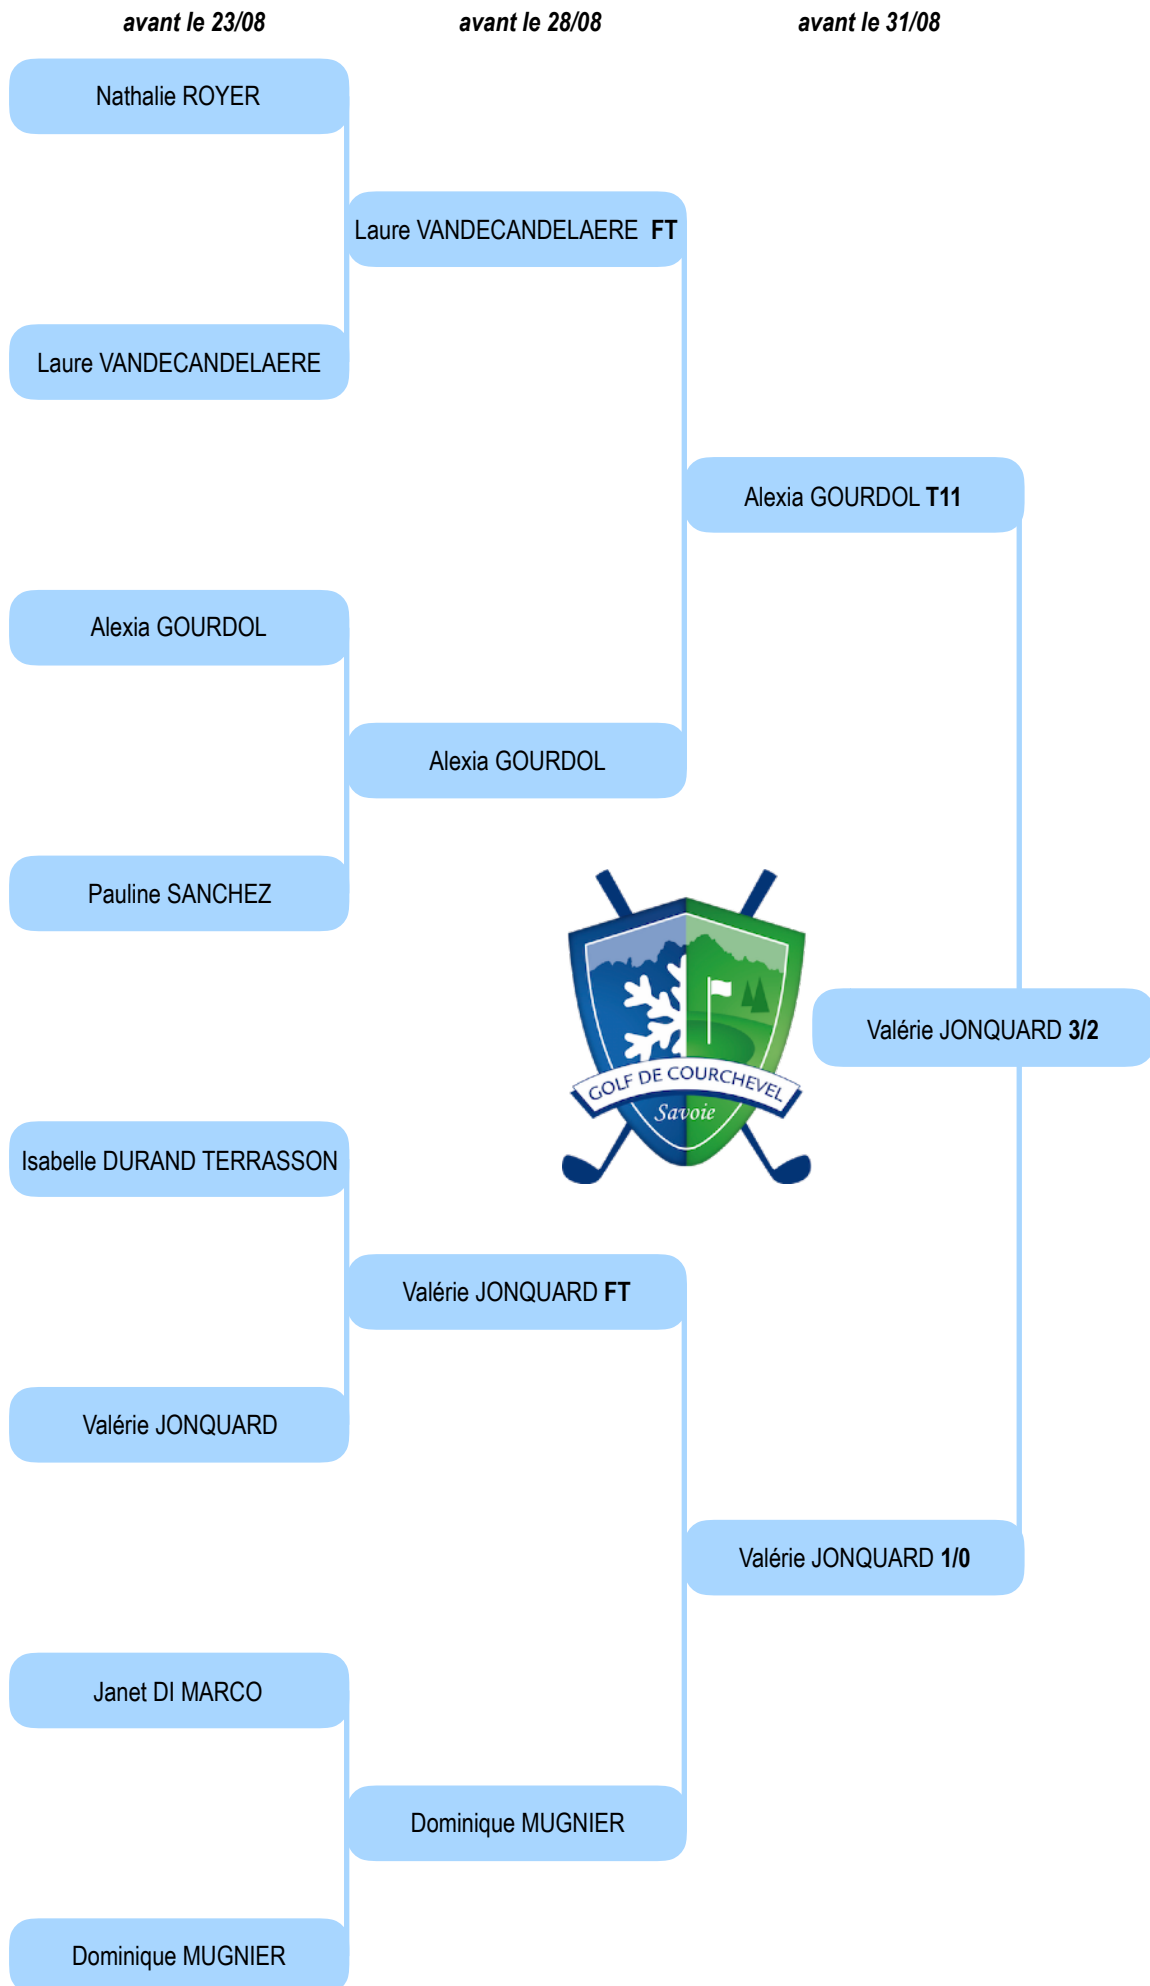 avant le 23/08
avant le 28/08
avant le 31/08
Nathalie ROYER
Laure VANDECANDELAERE FT
Laure VANDECANDELAERE
Alexia GOURDOL T11
Alexia GOURDOL
Alexia GOURDOL
Pauline SANCHEZ
Valérie JONQUARD 3/2
GOLF DE COURCHEVEL
Savoie
Isabelle DURAND TERRASSON
Valérie JONQUARD FT
Valérie JONQUARD
Valérie JONQUARD 1/0
Janet DI MARCO
Dominique MUGNIER
Dominique MUGNIER